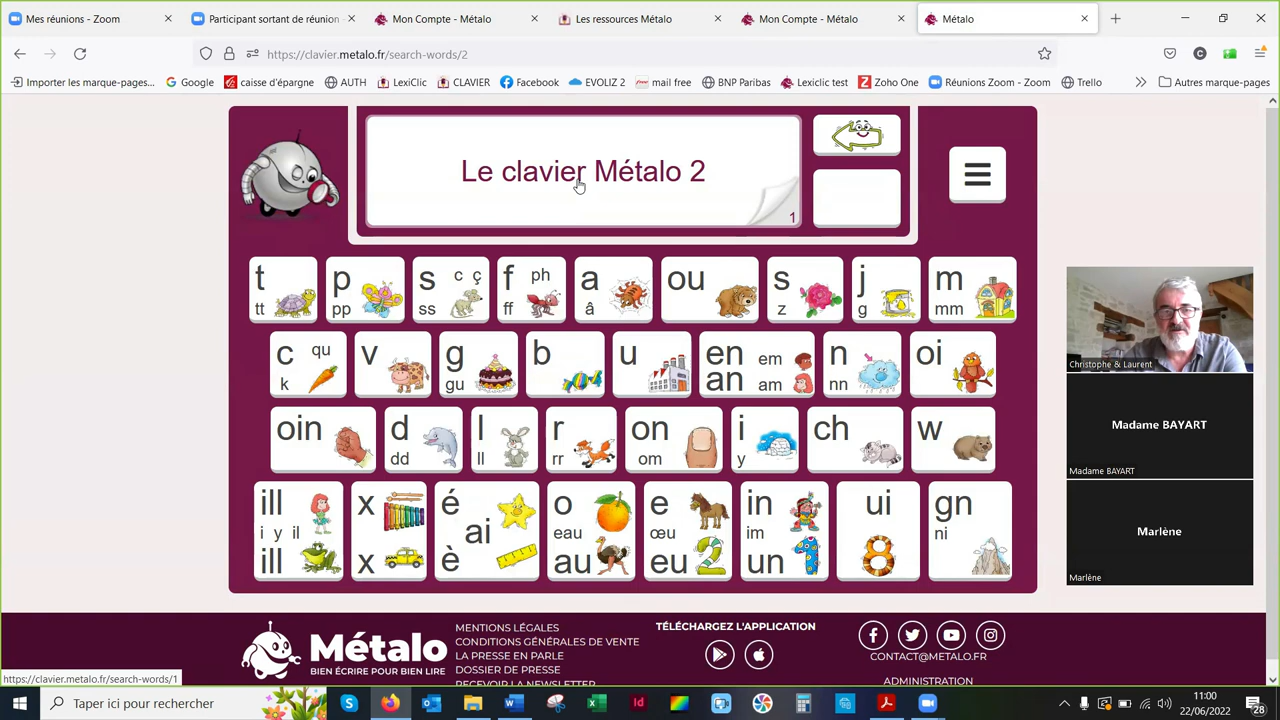 Mes réunions - Zoom
Participant sortant de réunion
Mon Compte - Métalo
Les ressources Métalo
Mon Compte - Métalo
Métalo
https://clavier.metalo.fr/search-words/2
Importer les marque-pages...
Google
caisse d'épargne
AUTH
LexiClic
CLAVIER
Facebook
EVOLIZ 2
mail free
BNP Paribas
Lexiclic test
Zoho One
Réunions Zoom - Zoom
Trello
Autres marque-pages
Le clavier Métalo 2
1
t tt
p pp
s c ç ss
f ph ff
a â
ou
s z
j g
m mm
c qu k
v
g gu
b
u
en em an am
n nn
oi
oin
d dd
l ll
r rr
on om
i y
ch
w
ill i y il ill
x x
é ai è
o eau au
e œu eu
in im un
ui
gn ni
Christophe & Laurent
Madame BAYART
Madame BAYART
Marlène
Marlène
Métalo
BIEN ÉCRIRE POUR BIEN LIRE
MENTIONS LÉGALES
CONDITIONS GÉNÉRALES DE VENTE
LA PRESSE EN PARLE
DOSSIER DE PRESSE
RECEVOIR LA NEWSLETTER
TÉLÉCHARGEZ L'APPLICATION
CONTACT@METALO.FR
ADMINISTRATION
https://clavier.metalo.fr/search-words/1
Taper ici pour rechercher
11:00
22/06/2022
28